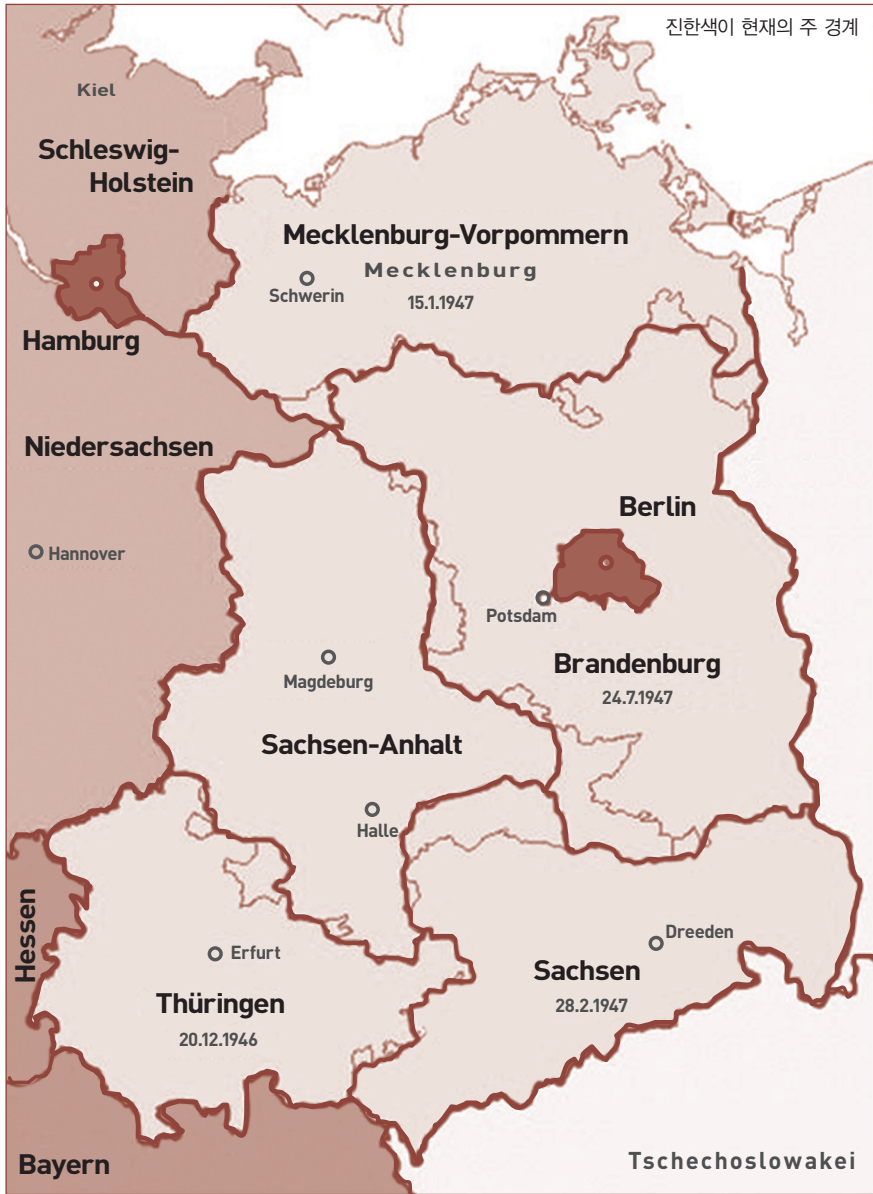 진한색이 현재의 주 경계
Kiel
Schleswig-
Holstein
Mecklenburg-Vorpommern
Mecklenburg
Schwerin
15.1.1947
Hamburg
Niedersachsen
Berlin
Hannover
Potsdam
Brandenburg
24.7.1947
Magdeburg
Sachsen-Anhalt
Halle
Hessen
Dreeden
Erfurt
Sachsen
28.2.1947
Thüringen
20.12.1946
Bayern
Tschechoslowakei